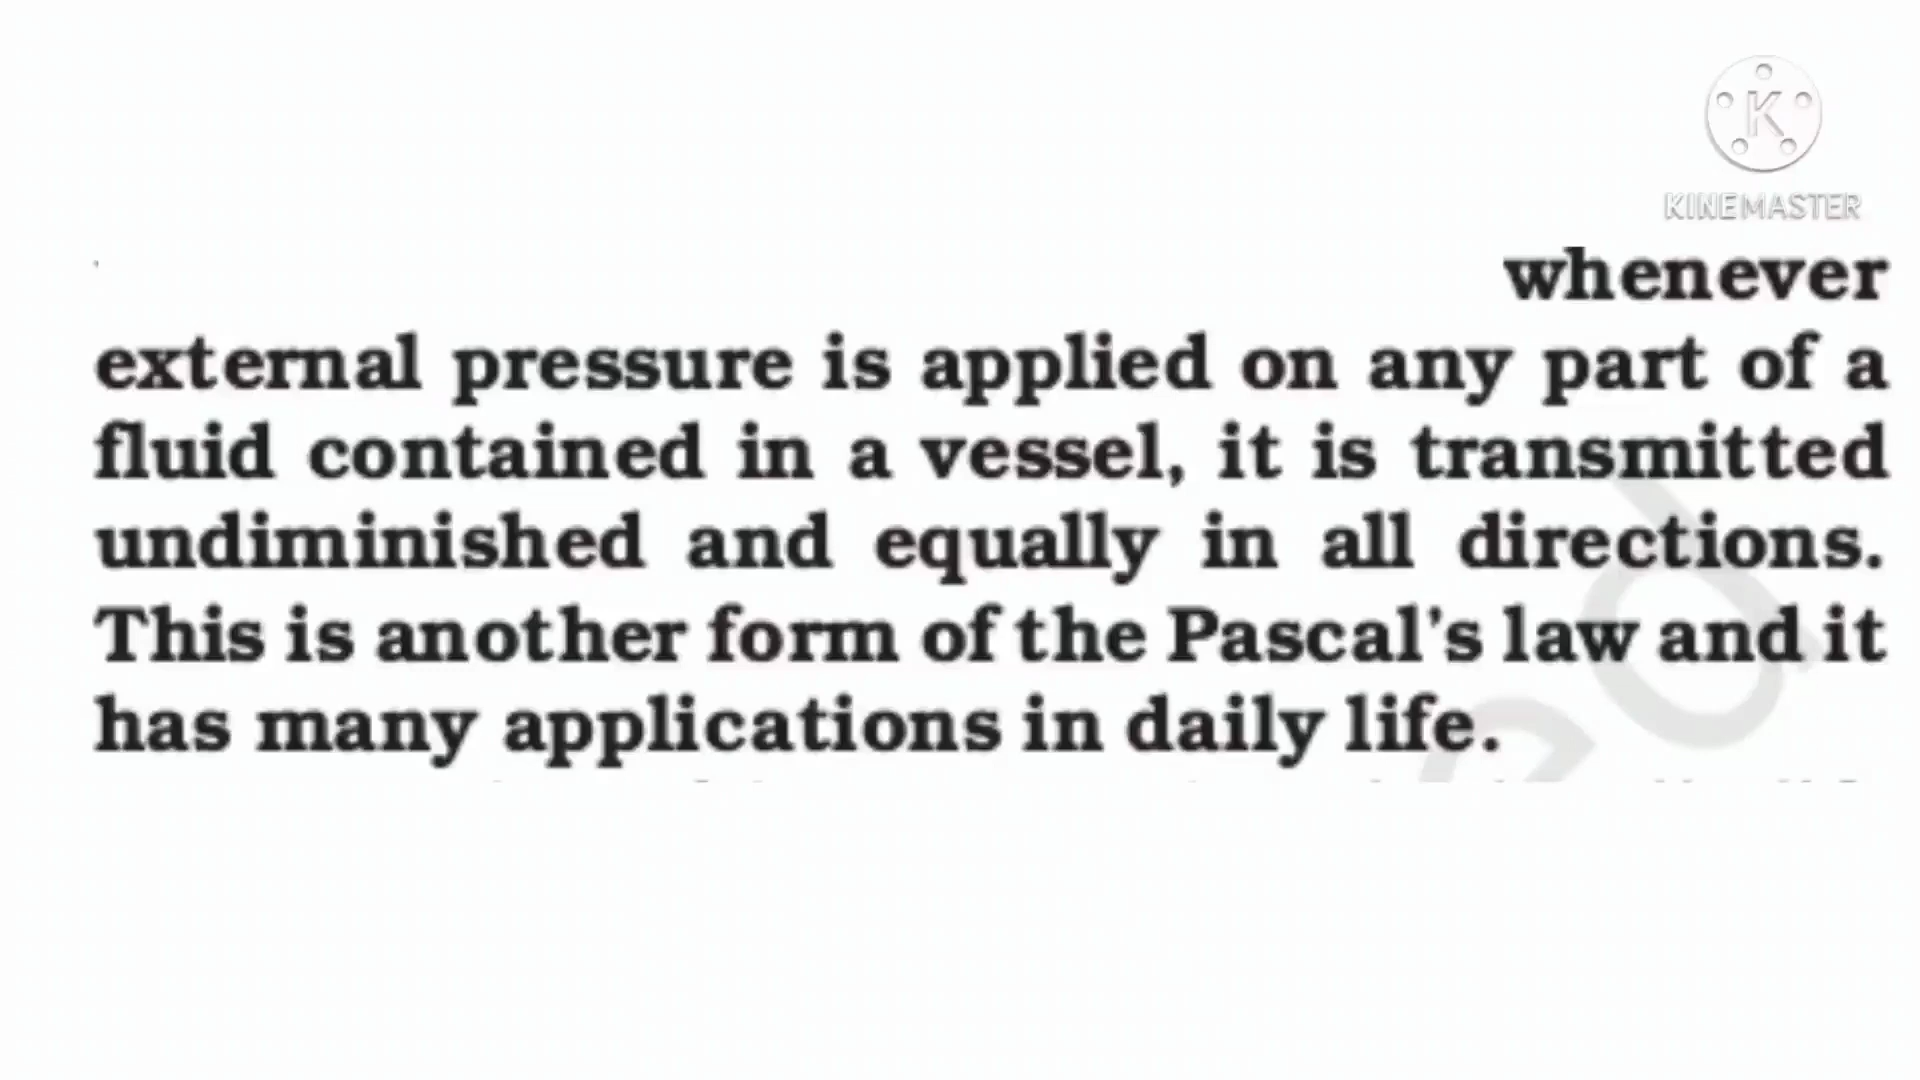 KINEMASTER
whenever
external pressure is applied on any part of a
fluid contained in a vessel, it is transmitted
undiminished and equally in all directions.
This is another form of the Pascal's law and it
has many applications in daily life.